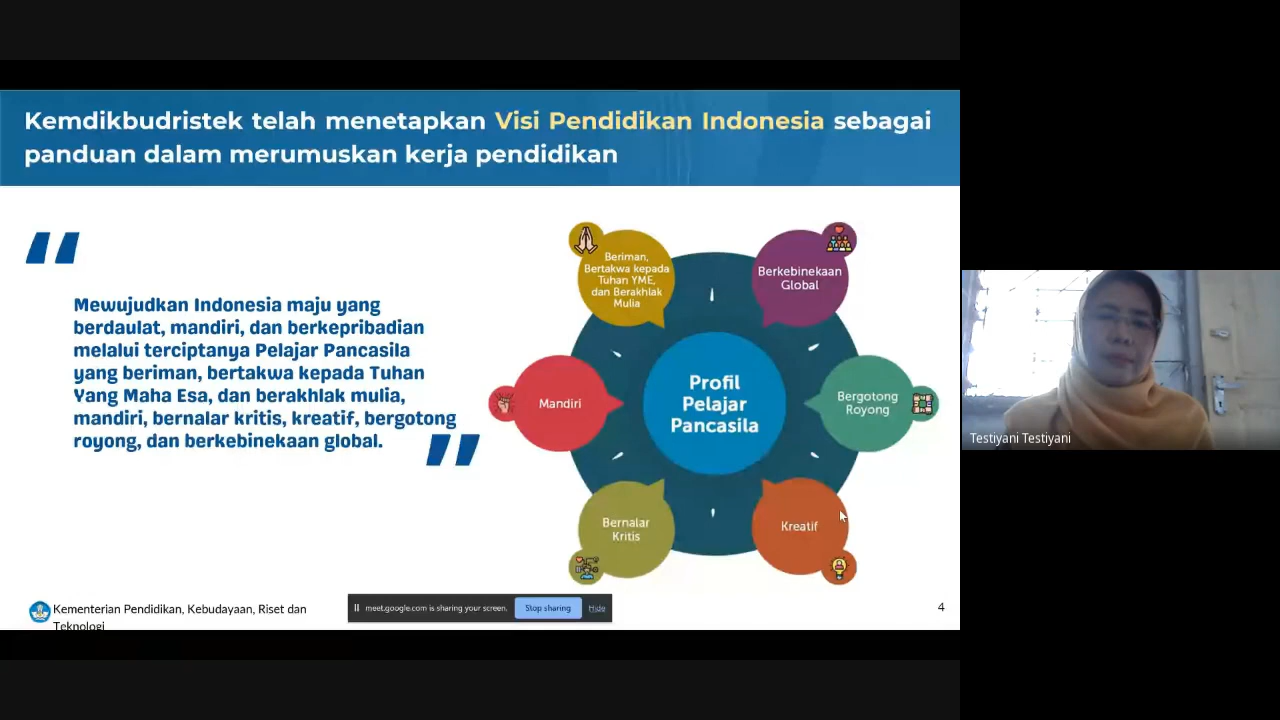 Kemdikbudristek telah menetapkan Visi Pendidikan Indonesia sebagai
panduan dalam merumuskan kerja pendidikan
Mewujudkan Indonesia maju yang
berdaulat, mandiri, dan berkepribadian
melalui terciptanya Pelajar Pancasila
yang beriman, bertakwa kepada Tuhan
Yang Maha Esa, dan berakhlak mulia,
mandiri, bernalar kritis, kreatif, bergotong
royong, dan berkebinekaan global.
Beriman,
Bertakwa kepada
Tuhan YME,
dan Berakhlak
Mulia
Berkebinekaan
Global
Mandiri
Profil
Pelajar
Pancasila
Bergotong
Royong
Bernalar
Kritis
Kreatif
Kementerian Pendidikan, Kebudayaan, Riset dan
Teknologi
meet.google.com is sharing your screen.
Stop sharing
Hide
4
Testiyani Testiyani